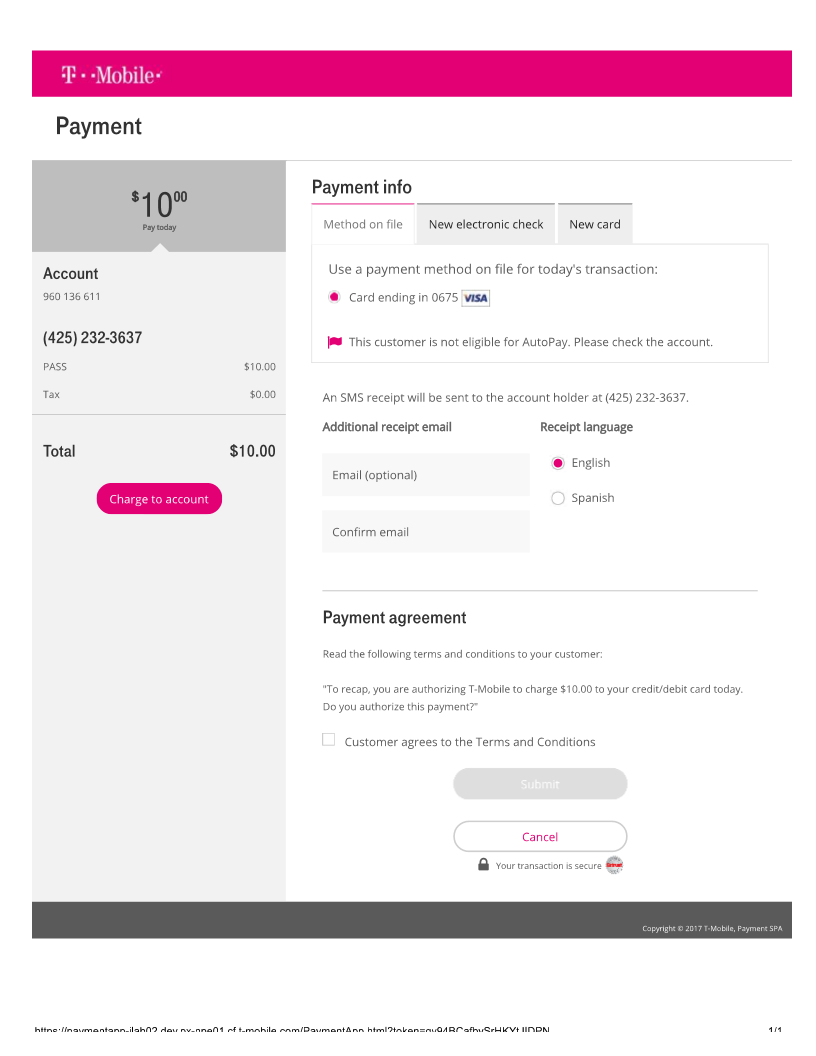 T··Mobile·
Payment
$10 00
Pay today
Account
960 136 611
(425) 232-3637
PASS $10.00
Tax $0.00
Total $10.00
Charge to account
Payment info
Method on file New electronic check New card
Use a payment method on file for today's transaction:
Card ending in 0675 VISA
This customer is not eligible for AutoPay. Please check the account.
An SMS receipt will be sent to the account holder at (425) 232-3637.
Additional receipt email Receipt language
Email (optional) English
Spanish
Confirm email
Payment agreement
Read the following terms and conditions to your customer:
"To recap, you are authorizing T-Mobile to charge $10.00 to your credit/debit card today.
Do you authorize this payment?"
Customer agrees to the Terms and Conditions
Submit
Cancel
Your transaction is secure
Copyright © 2017 T-Mobile, Payment SPA
1/1